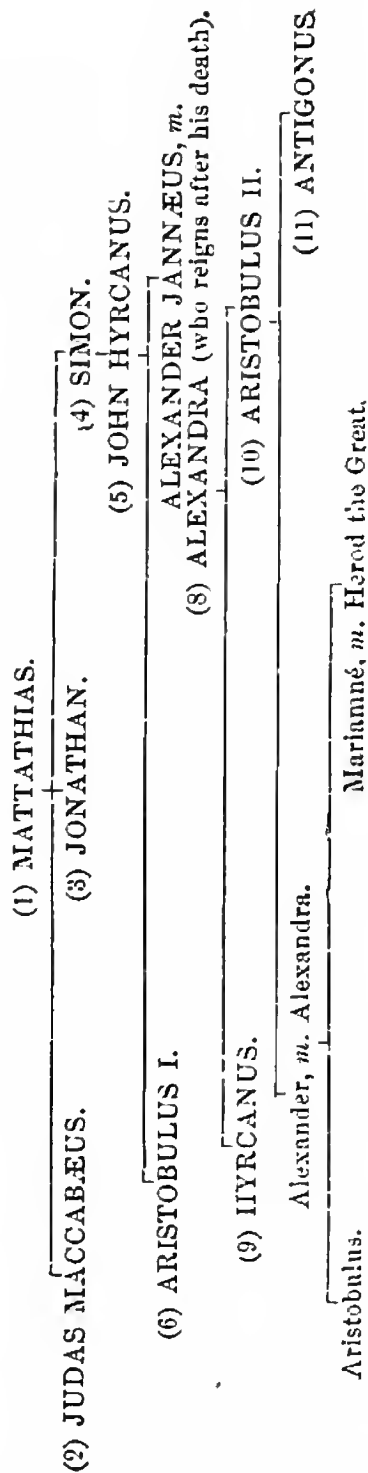 (1) MATTATHIAS.
(2) JUDAS MACCABÆUS. (3) JONATHAN. (4) SIMON.
(5) JOHN HYRCANUS.
(6) ARISTOBULUS I. ALEXANDER JANNÆUS, m.
(8) ALEXANDRA (who reigns after his death).
(9) HYRCANUS. (10) ARISTOBULUS II.
Alexander, m. Alexandra. (11) ANTIGONUS.
Aristobulus. Mariamné, m. Herod the Great.